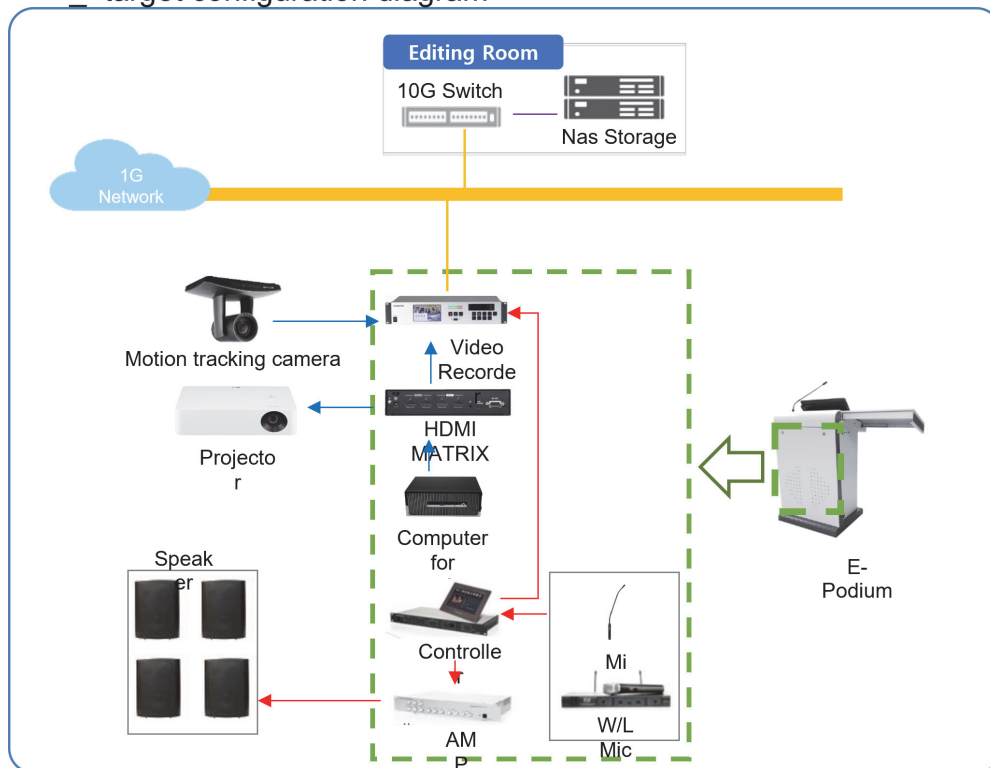 target configuration diagram
Editing Room
10G Switch
Nas Storage
1G
Network
Motion tracking camera
Video
Recorde
HDMI
MATRIX
Projecto
r
Computer
for
Speak
er
Controlle
r
Mi
W/L
Mic
AM
P
E-
Podium